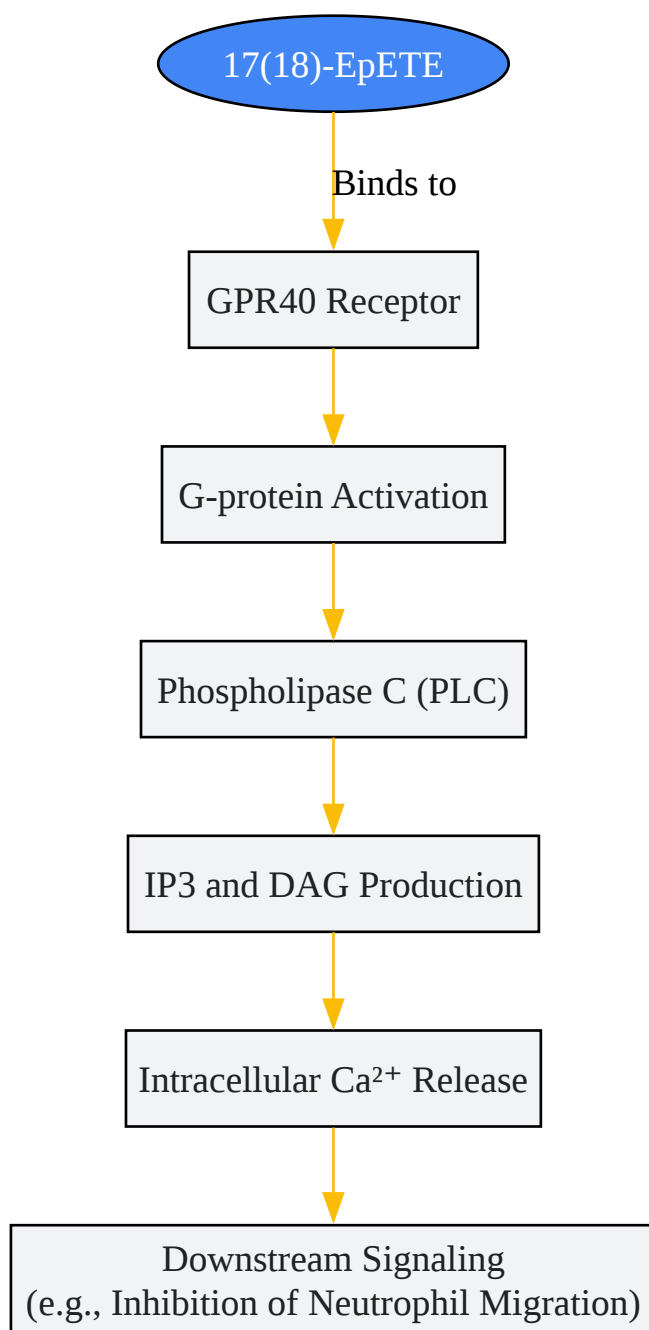 17(18)-EpETE
Binds to
GPR40 Receptor
G-protein Activation
Phospholipase C (PLC)
IP3 and DAG Production
Intracellular Ca²⁺ Release
Downstream Signaling
(e.g., Inhibition of Neutrophil Migration)